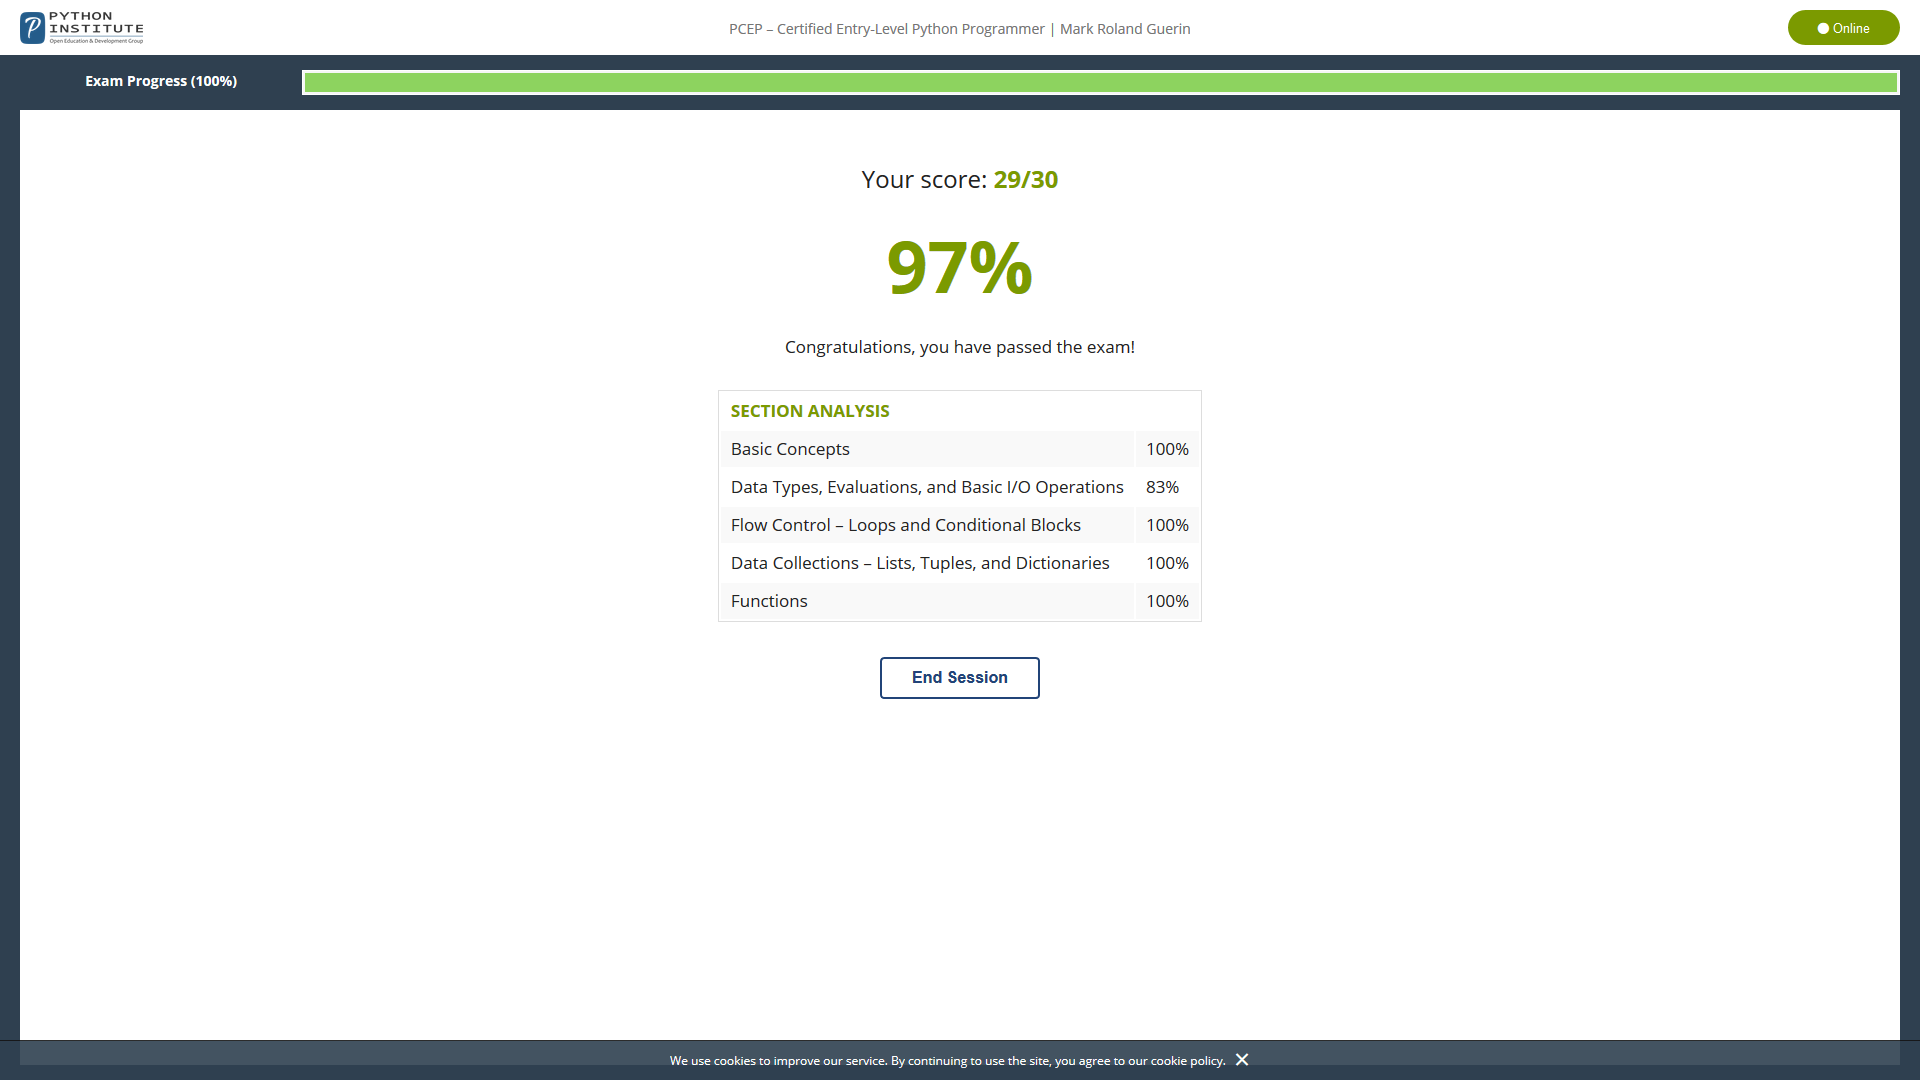 PYTHON
INSTITUTE
Open Education & Development Group
PCEP – Certified Entry-Level Python Programmer | Mark Roland Guerin
Online
Exam Progress (100%)
Your score: 29/30
97%
Congratulations, you have passed the exam!
SECTION ANALYSIS
Basic Concepts 100%
Data Types, Evaluations, and Basic I/O Operations 83%
Flow Control – Loops and Conditional Blocks 100%
Data Collections – Lists, Tuples, and Dictionaries 100%
Functions 100%
End Session
We use cookies to improve our service. By continuing to use the site, you agree to our cookie policy.